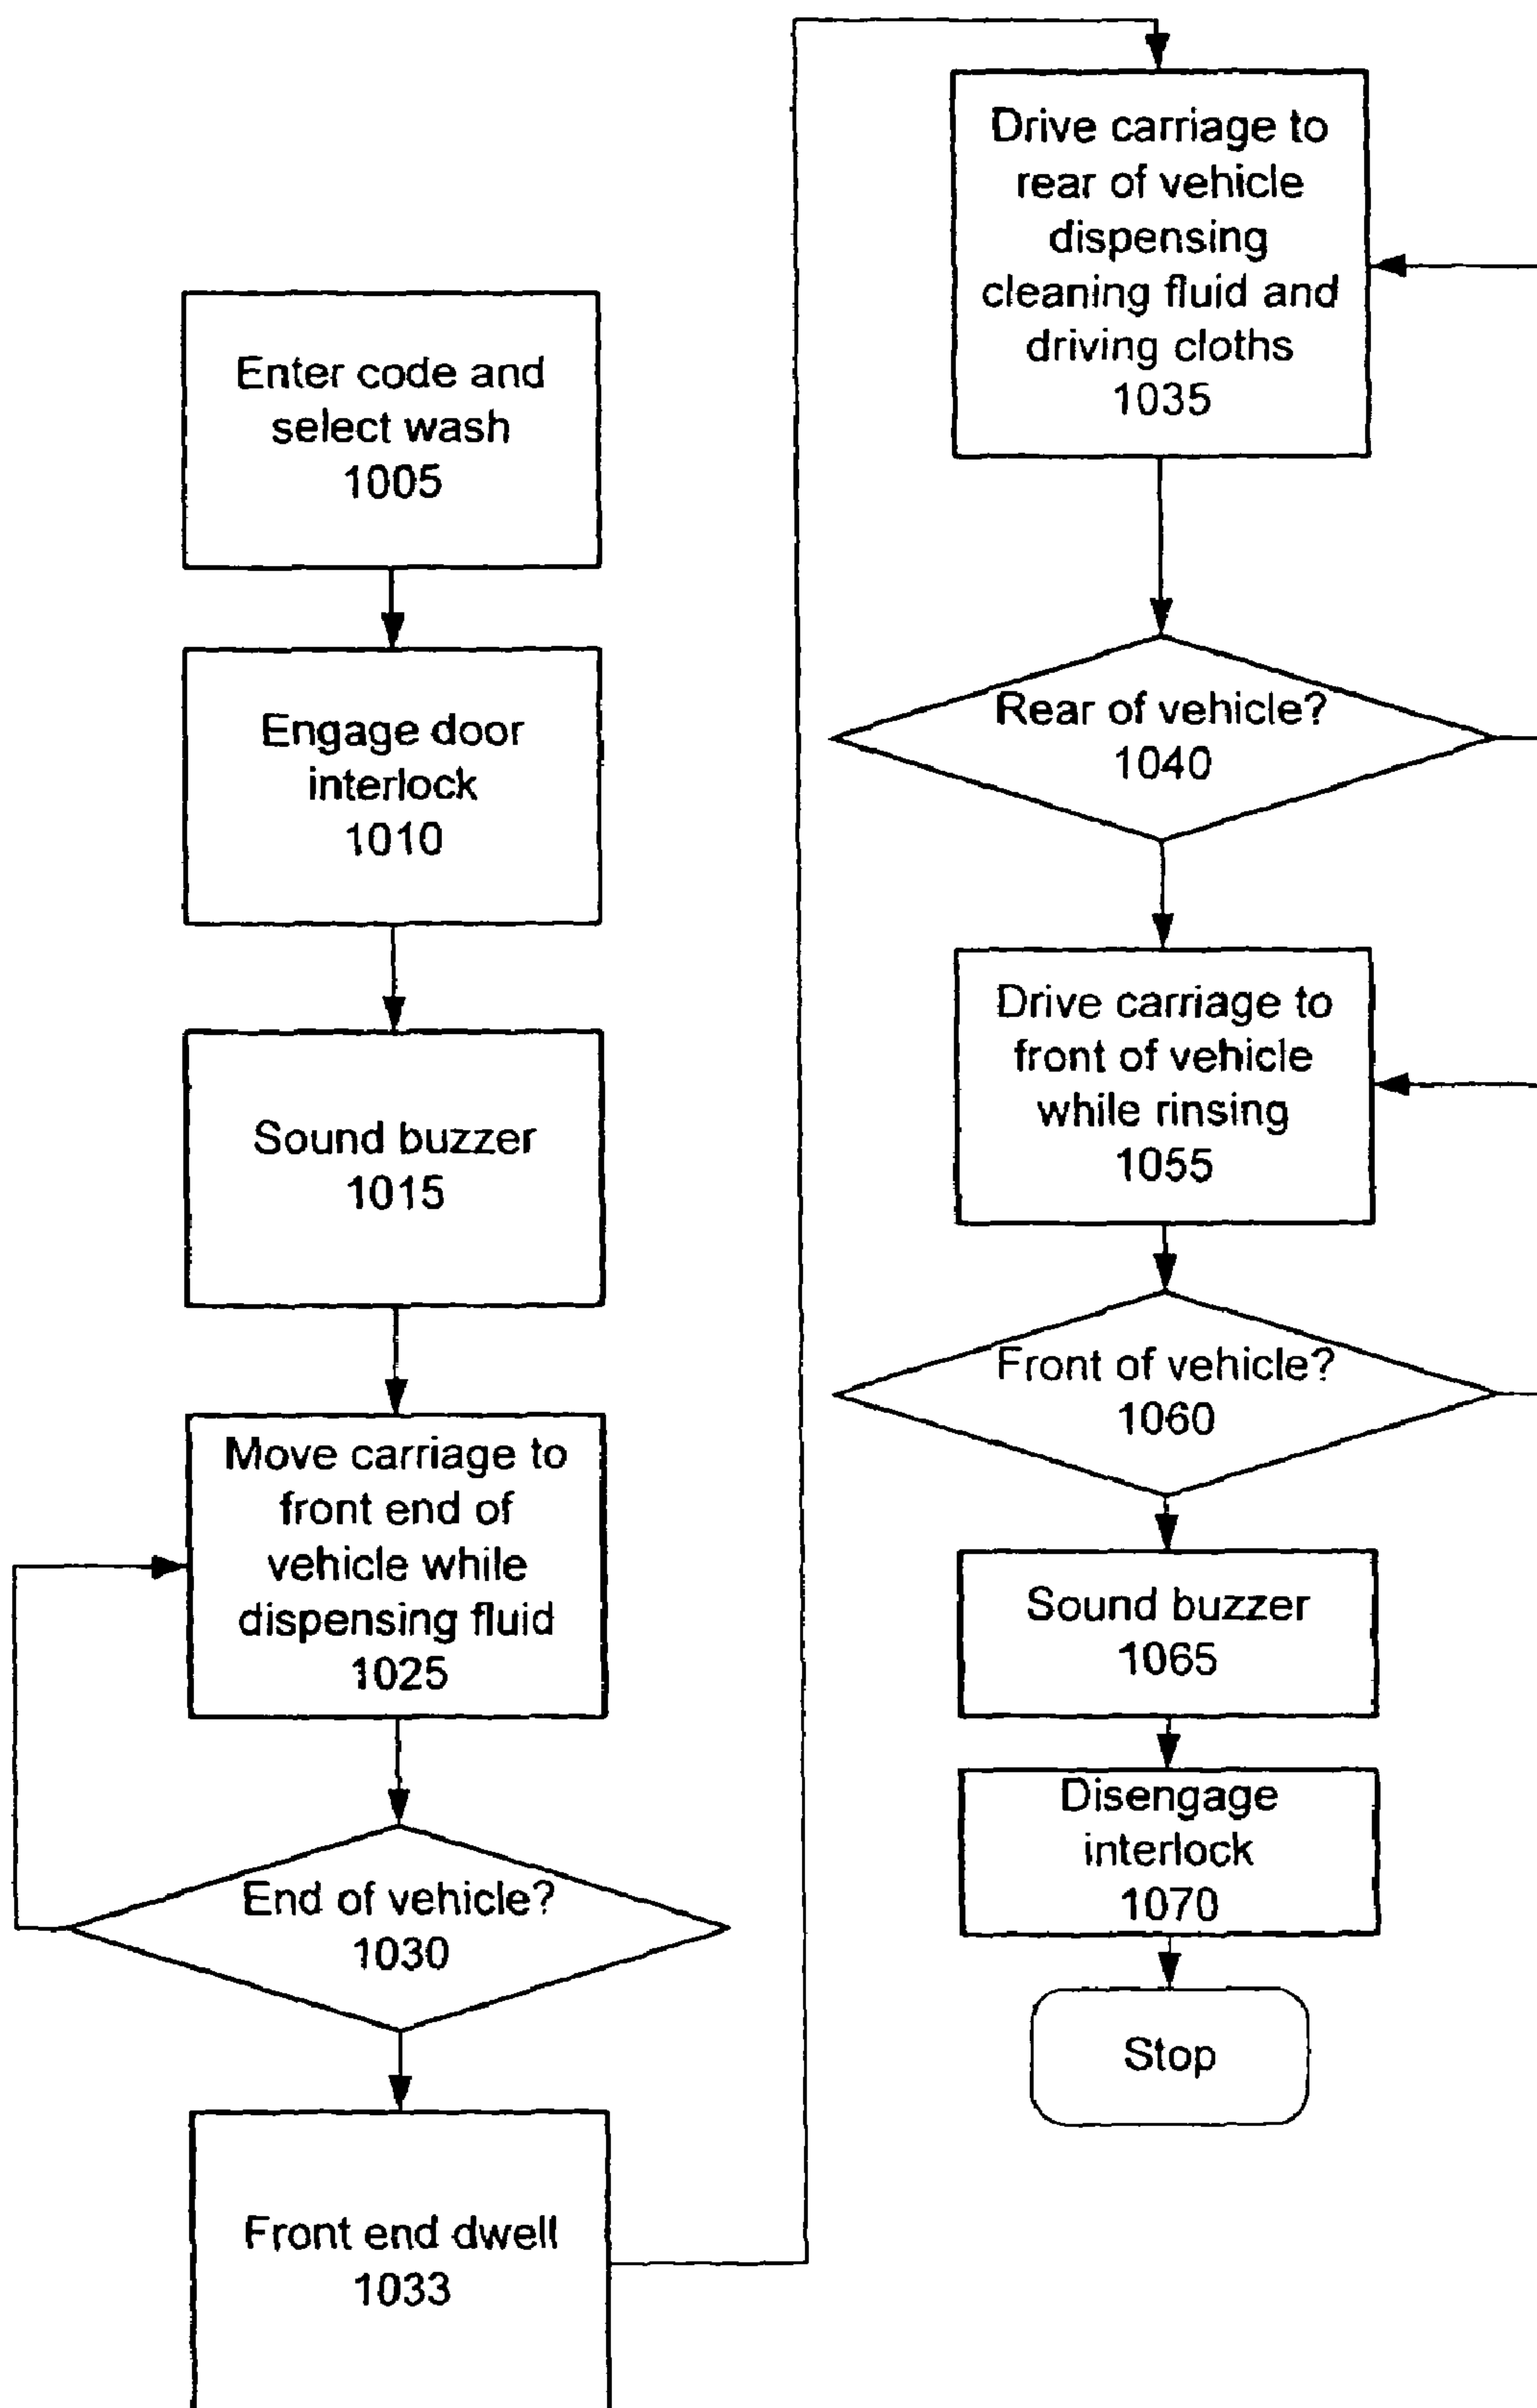 Enter code and
select wash
1005
Engage door
interlock
1010
Sound buzzer
1015
Move carriage to
front end of
vehicle while
dispensing fluid
1025
End of vehicle?
1030
Front end dwell
1033
Drive carriage to
rear of vehicle
dispensing
cleaning fluid and
driving cloths
1035
Rear of vehicle?
1040
Drive carriage to
front of vehicle
while rinsing
1055
Front of vehicle?
1060
Sound buzzer
1065
Disengage
interlock
1070
Stop